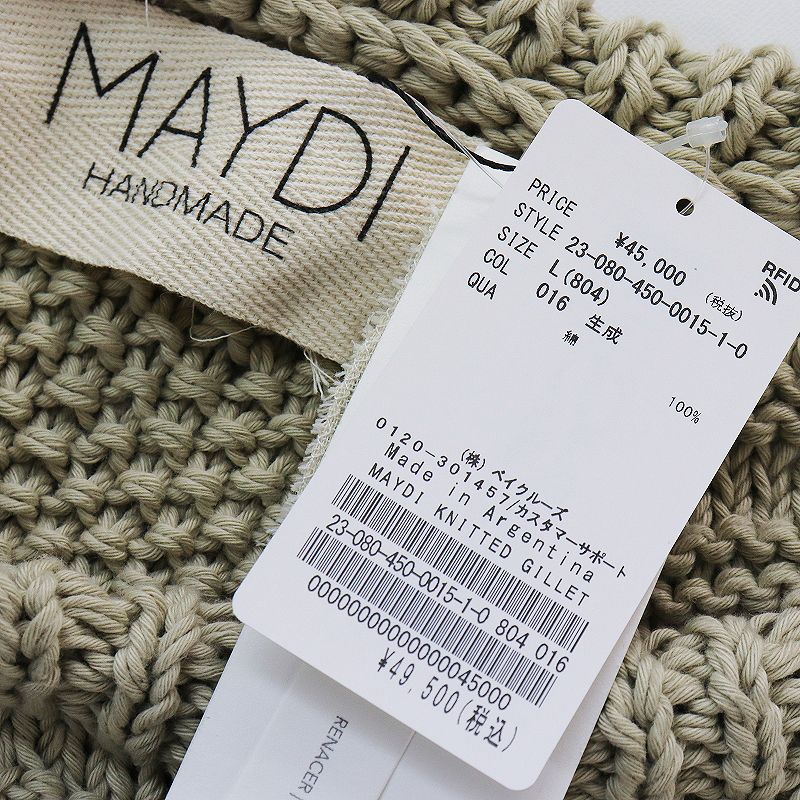 MAYDI
HANDMADE
RFID
PRICE ¥45,000 (税抜)
STYLE 23-080-450-0015-1-0
SIZE L(804)
COL 016 生成
QUA 綿 100%
(株)ベイクルーズ
0120-301457/カスタマーサポート
Made in Argentina
MAYDI KNITTED GILLET
23-080-450-0015-1-0 804 016
0000000000000045000
¥49,500(税込)
RENACER